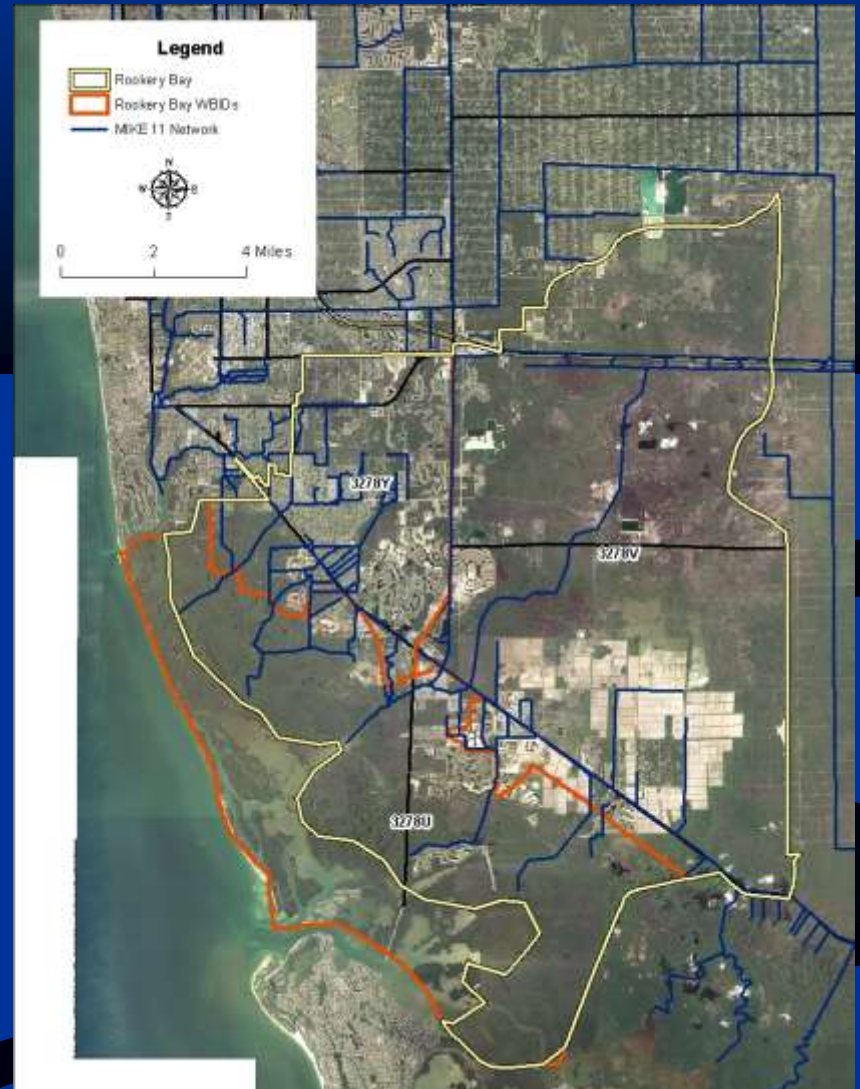 Legend
Rookery Bay
Rookery Bay WBIDs
MIKE 11 Network
N
W E
S
0 2 4 Miles
3278Y
3278V
3278U